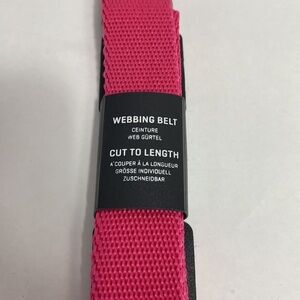 WEBBING BELT
CEINTURE
WEB GÜRTEL
CUT TO LENGTH
A COUPER À LA LONGUEUR
GRÖSSE INDIVIDUELL
ZUSCHNEIDBAR